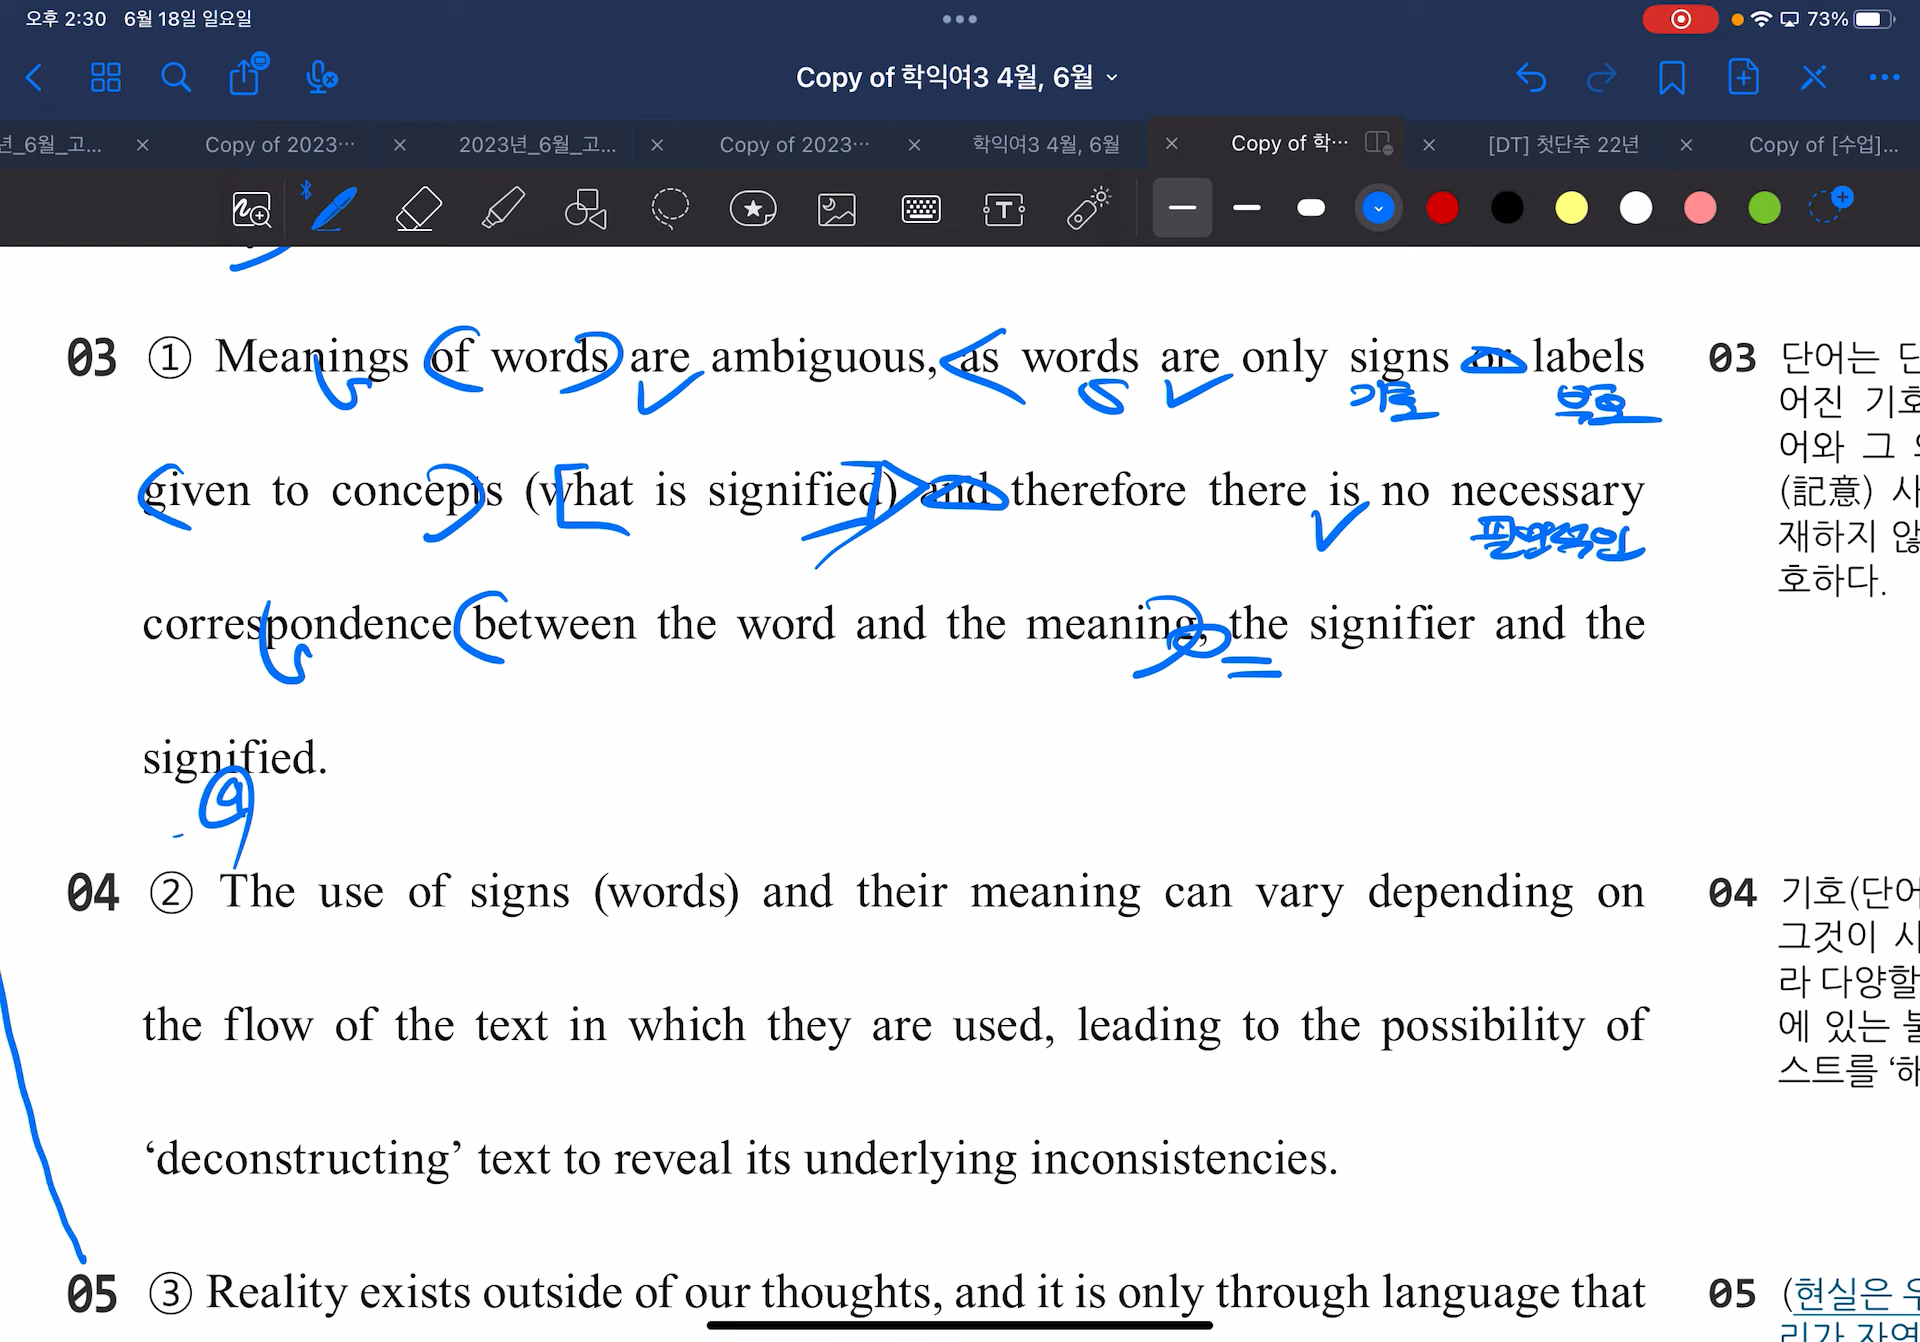 오후 2:30 6월 18일 일요일
73%
Copy of 학익여3 4월, 6월
년_6월_고...
Copy of 2023...
2023년_6월_고...
Copy of 2023...
학익여3 4월, 6월
Copy of 학...
[DT] 첫단추 22년
Copy of [수업]...
03 ① Meanings of words are ambiguous, as words are only signs or labels
기호 부호
given to concepts (what is signified) and therefore there is no necessary
필연적인
correspondence between the word and the meaning, the signifier and the
signified.
04 ② The use of signs (words) and their meaning can vary depending on
the flow of the text in which they are used, leading to the possibility of
‘deconstructing’ text to reveal its underlying inconsistencies.
05 ③ Reality exists outside of our thoughts, and it is only through language that
03 단어는 단
어진 기호
어와 그
(記意) 사
재하지 않
호하다.
04 기호(단어
그것이 시
라 다양할
에 있는
스트를 ‘해
05 (현실은